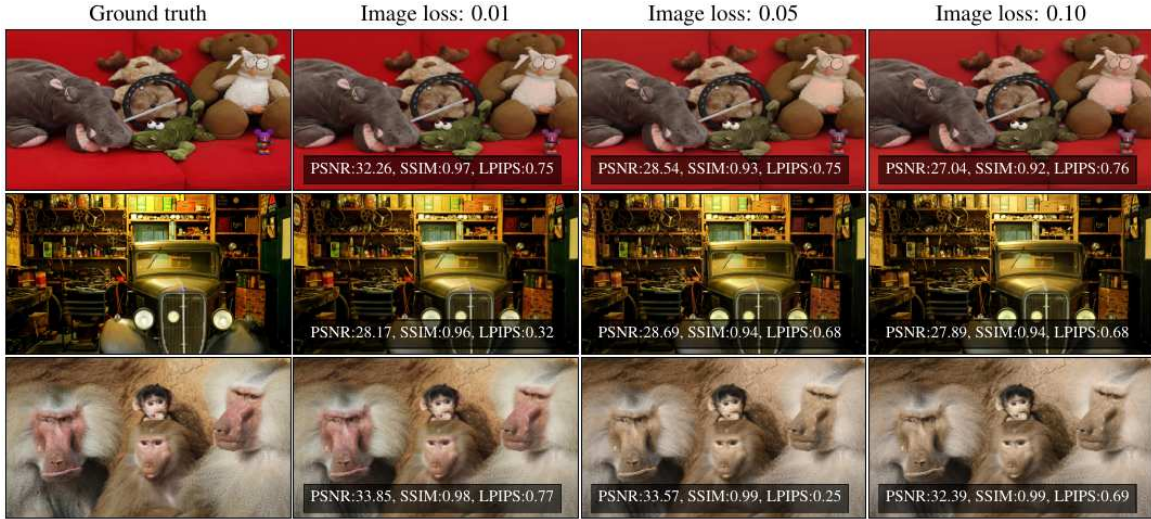 Ground truth
Image loss: 0.01
Image loss: 0.05
Image loss: 0.10
PSNR:32.26, SSIM:0.97, LPIPS:0.75
PSNR:28.54, SSIM:0.93, LPIPS:0.75
PSNR:27.04, SSIM:0.92, LPIPS:0.76
PSNR:28.17, SSIM:0.96, LPIPS:0.32
PSNR:28.69, SSIM:0.94, LPIPS:0.68
PSNR:27.89, SSIM:0.94, LPIPS:0.68
PSNR:33.85, SSIM:0.98, LPIPS:0.77
PSNR:33.57, SSIM:0.99, LPIPS:0.25
PSNR:32.39, SSIM:0.99, LPIPS:0.69